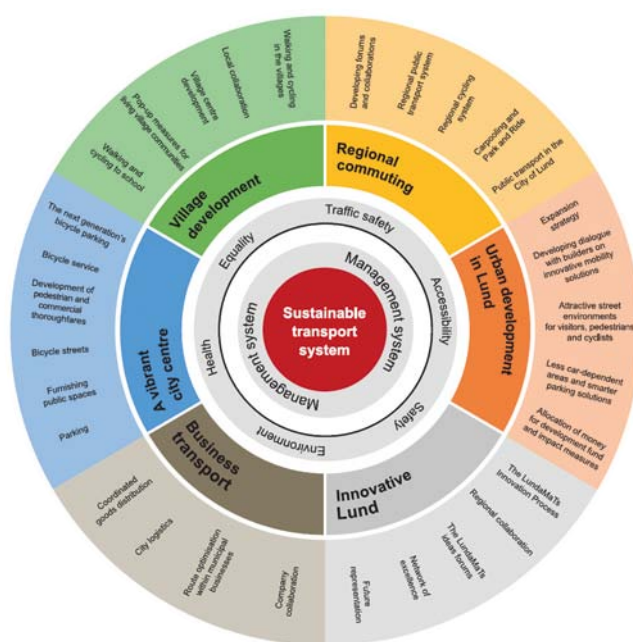 Walking and
cycling to school
Pop-up measures for
living village communities
Village centre
development
Local collaboration
Walking and cycling
in the villages
Developing forums
and collaborations
Regional public
transport system
Regional cycling
system
Carpooling and
Park and Ride
Public transport in the
City of Lund
Expansion
strategy
Developing dialogue
with builders on
innovative mobility
solutions
Attractive street
environments
for visitors, pedestrians
and cyclists
Less car-dependent
areas and smarter
parking solutions
Allocation of money
for development fund
and impact measures
The LundaMaTs
Innovation Process
Regional collaboration
The LundaMaTs
ideas forums
Network of
excellence
Future
representation
Company
collaboration
Route optimisation
within municipal
businesses
City logistics
Coordinated
goods distribution
Parking
Furnishing
public spaces
Bicycle streets
Development of
pedestrian and
commercial
thoroughfares
Bicycle service
The next generation's
bicycle parking
Village
development
Regional
commuting
Urban development
in Lund
Innovative
Lund
Business
transport
A vibrant
city centre
Traffic safety
Accessibility
Safety
Environment
Health
Equality
Management system
Management system
Sustainable
transport
system